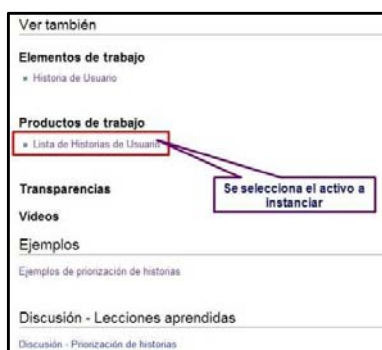 Ver también
Elementos de trabajo
Historia de Usuario
Productos de trabajo
Lista de Historias de Usuario
Transparencias
Se selecciona el activo a
instanciar
Videos
Ejemplos
Ejemplos de priorización de historias
Discusión - Lecciones aprendidas
Discusión - Priorización de historias